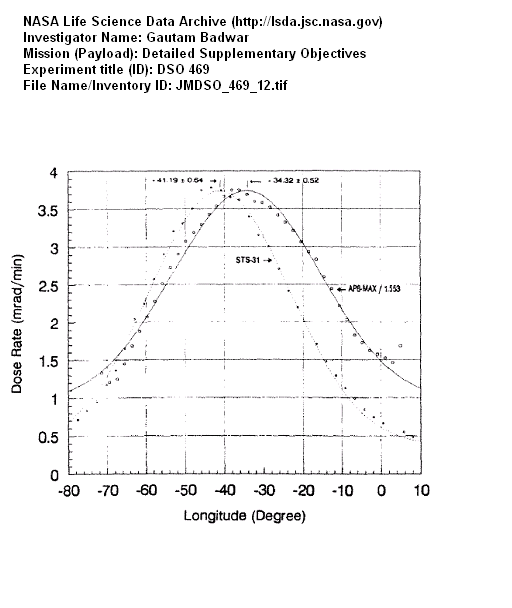 NASA Life Science Data Archive (http://lsda.jsc.nasa.gov)
Investigator Name: Gautam Badwar
Mission (Payload): Detailed Supplementary Objectives
Experiment title (ID): DSO 469
File Name/Inventory ID: JMDSO_469_12.tif
- 41.19 ± 0.64
- 34.32 ± 0.52
4
3.5
3
2.5
2
1.5
1
0.5
0
STS-31
AP8-MAX / 1.553
Dose Rate (mrad/min)
-80 -70 -60 -50 -40 -30 -20 -10 0 10
Longitude (Degree)